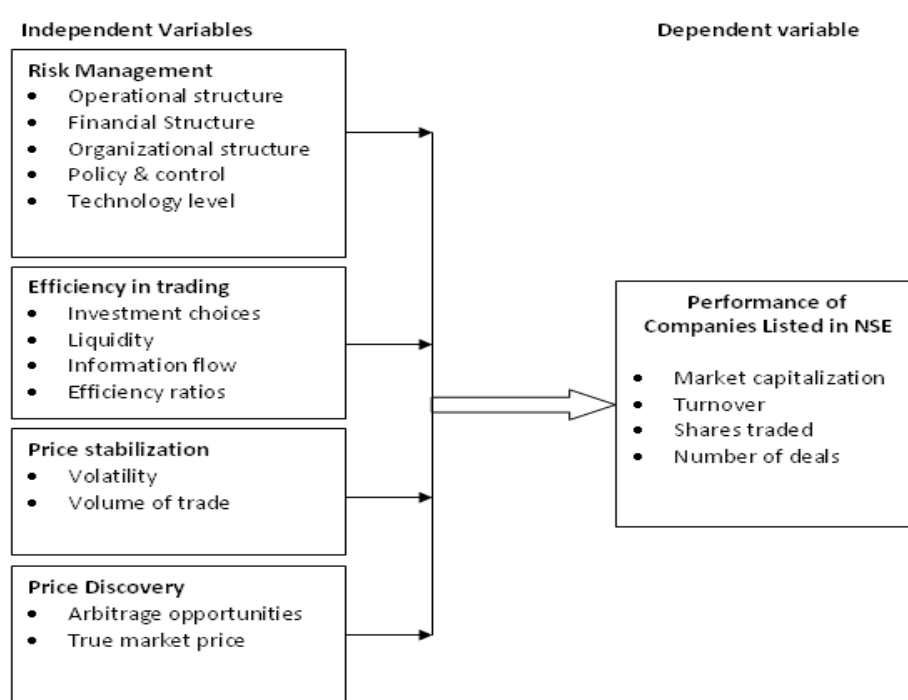 Independent Variables
Risk Management
• Operational structure
• Financial Structure
• Organizational structure
• Policy & control
• Technology level
Efficiency in trading
• Investment choices
• Liquidity
• Information flow
• Efficiency ratios
Price stabilization
• Volatility
• Volume of trade
Price Discovery
• Arbitrage opportunities
• True market price
Dependent variable
Performance of
Companies Listed in NSE
• Market capitalization
• Turnover
• Shares traded
• Number of deals